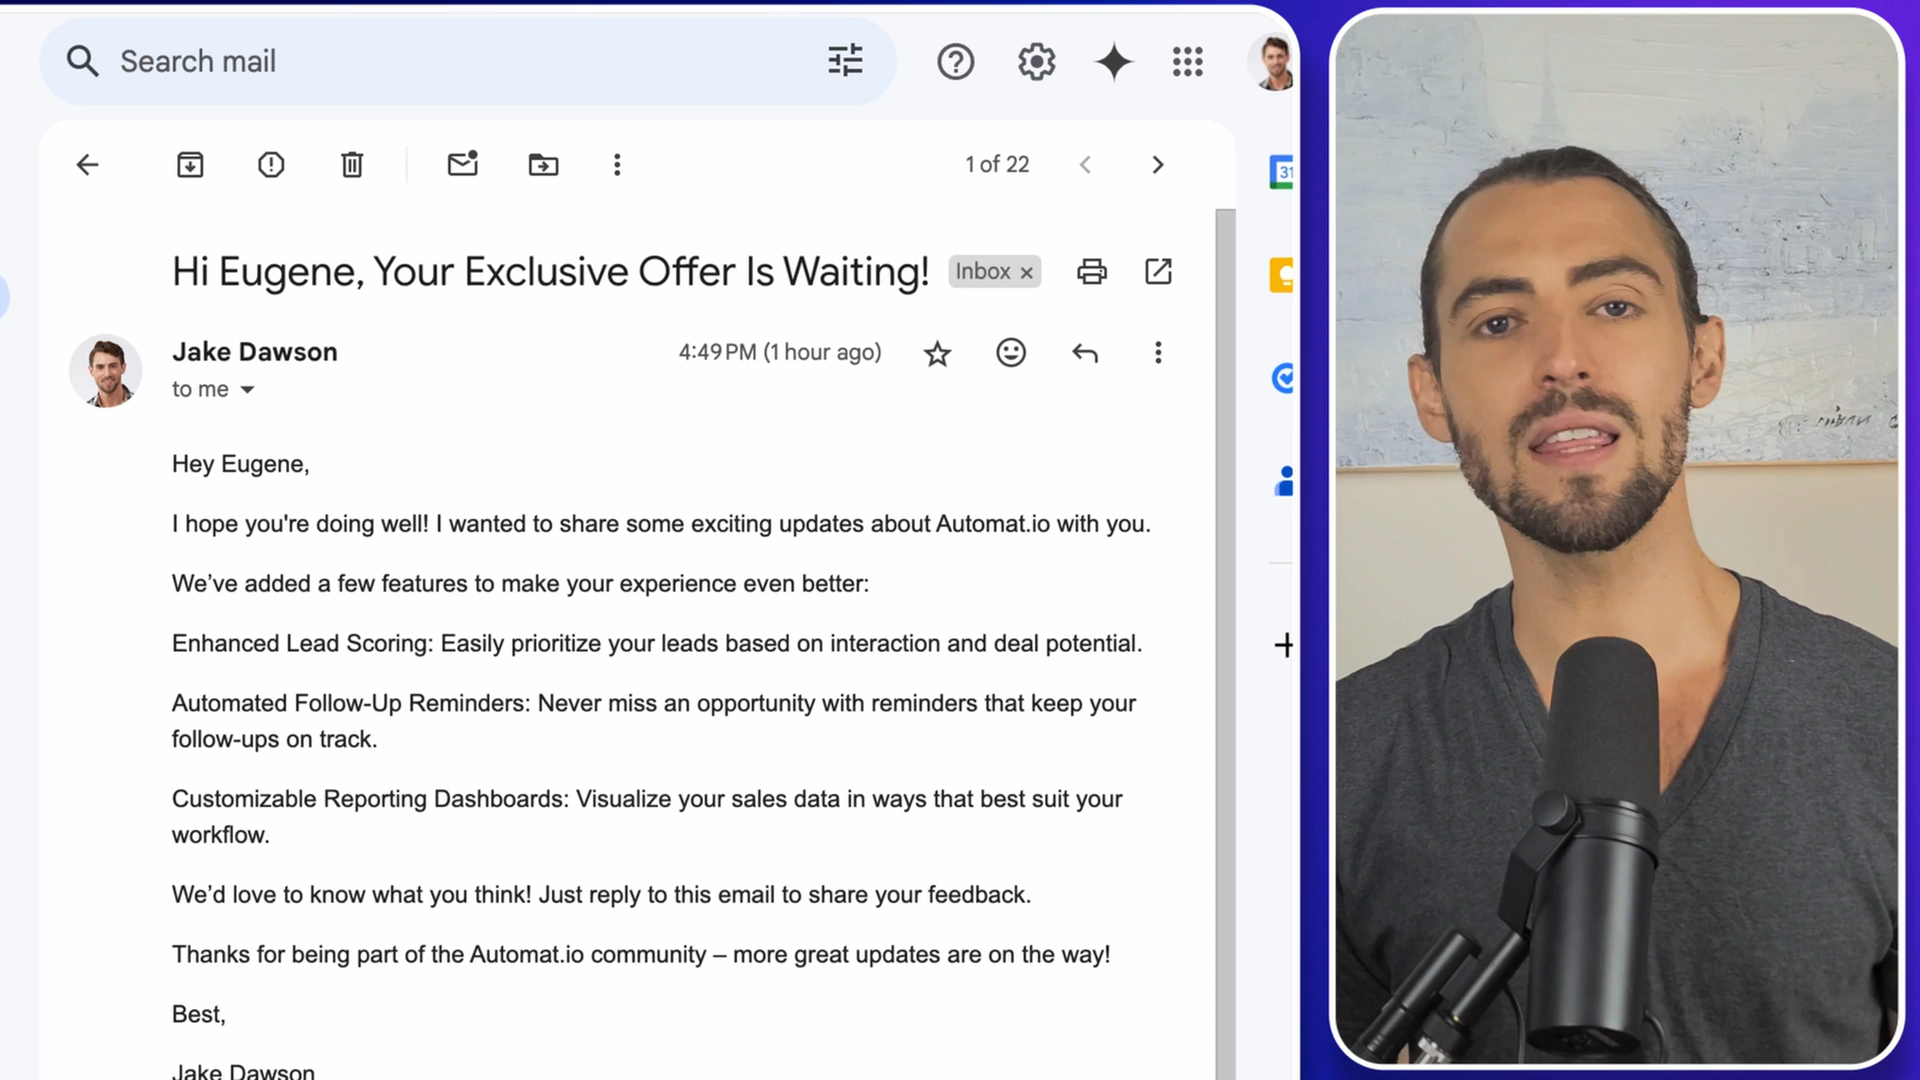 Search mail
1 of 22
31
Hi Eugene, Your Exclusive Offer Is Waiting!
Inbox ×
Jake Dawson
4:49 PM (1 hour ago)
to me
Hey Eugene,
I hope you're doing well! I wanted to share some exciting updates about Automat.io with you.
We’ve added a few features to make your experience even better:
Enhanced Lead Scoring: Easily prioritize your leads based on interaction and deal potential.
Automated Follow-Up Reminders: Never miss an opportunity with reminders that keep your
follow-ups on track.
Customizable Reporting Dashboards: Visualize your sales data in ways that best suit your
workflow.
We’d love to know what you think! Just reply to this email to share your feedback.
Thanks for being part of the Automat.io community – more great updates are on the way!
Best,
Jake Dawson